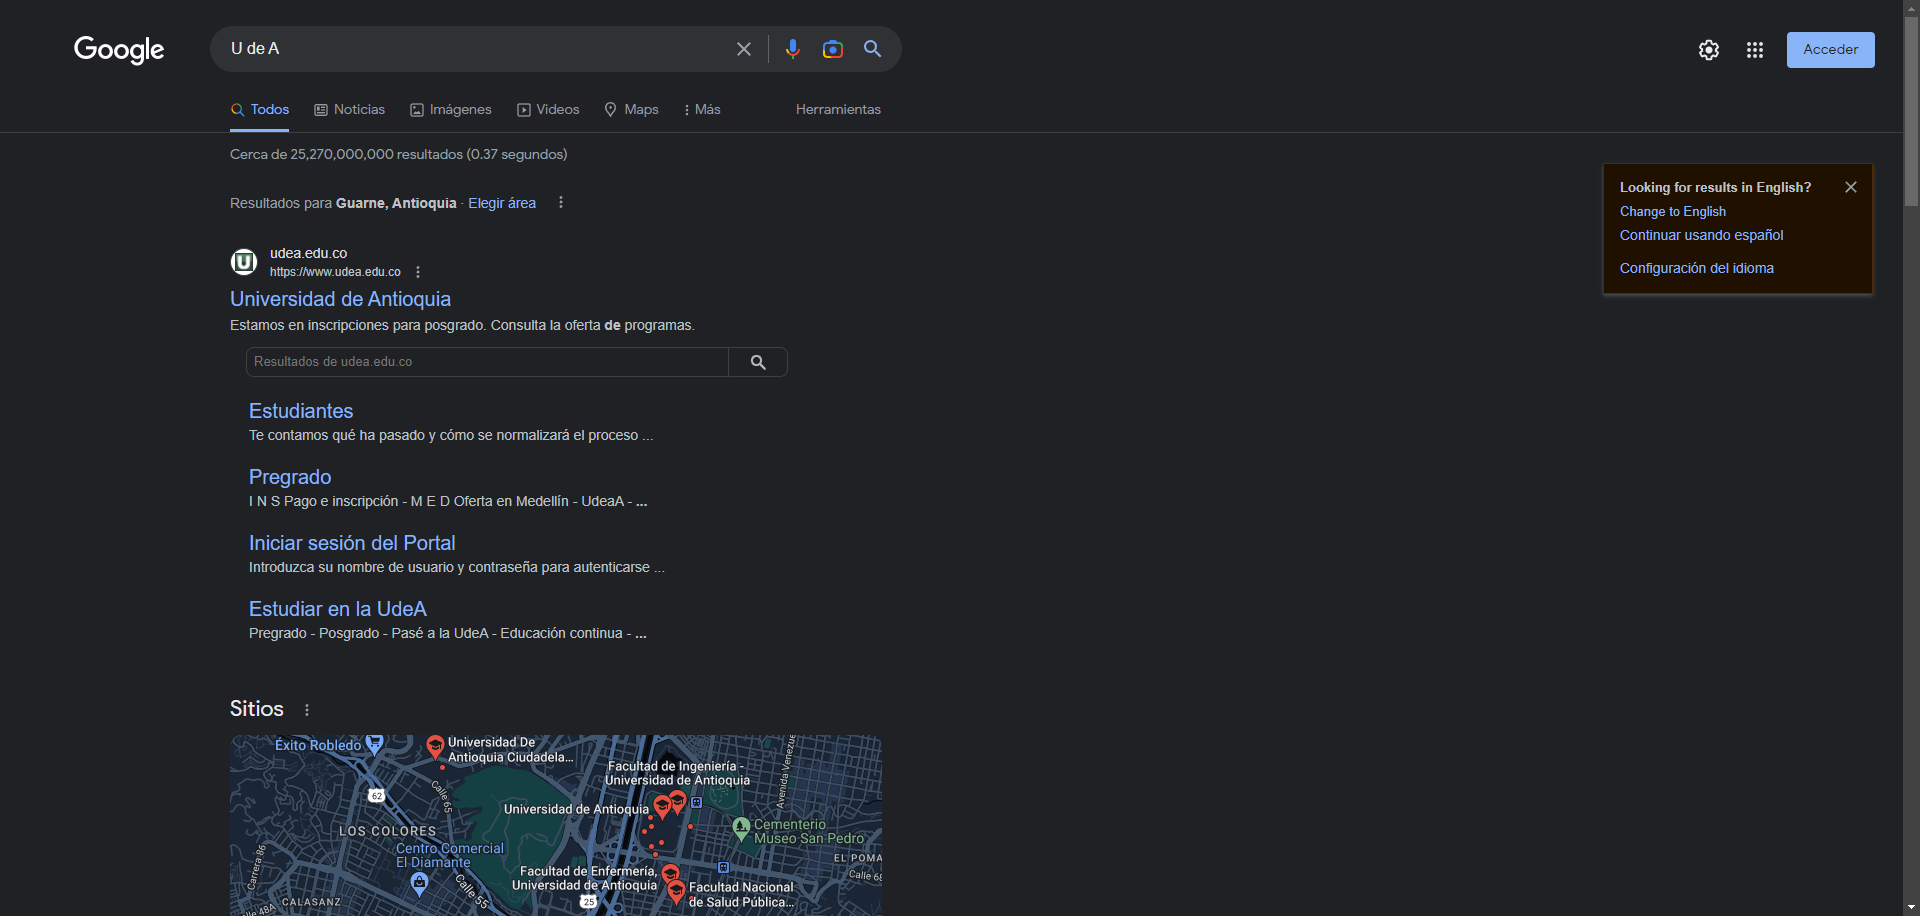 Google
U de A
Acceder
Todos
Noticias
Imágenes
Videos
Maps
Más
Herramientas
Cerca de 25,270,000,000 resultados (0.37 segundos)
Looking for results in English?
Change to English
Continuar usando español
Configuración del idioma
Resultados para Guarne, Antioquia · Elegir área
udea.edu.co
https://www.udea.edu.co
Universidad de Antioquia
Estamos en inscripciones para posgrado. Consulta la oferta de programas.
Resultados de udea.edu.co
Estudiantes
Te contamos qué ha pasado y cómo se normalizará el proceso ...
Pregrado
I N S Pago e inscripción - M E D Oferta en Medellín - UdeaA - ...
Iniciar sesión del Portal
Introduzca su nombre de usuario y contraseña para autenticarse ...
Estudiar en la UdeA
Pregrado - Posgrado - Pasé a la UdeA - Educación continua - ...
Sitios
Éxito Robledo
Universidad De
Antioquia Ciudadela...
Facultad de Ingeniería -
Universidad de Antioquia
Avenida Venezue
62
Calle 65
Universidad de Antioquia
LOS COLORES
Cementerio
Museo San Pedro
Centro Comercial
El Diamante
EL POMA
Carrera 86
Facultad de Enfermería,
Universidad de Antioquia
Calle 68
Calle 55
Facultad Nacional
de Salud Pública...
CALASANZ
25
Calle 48A